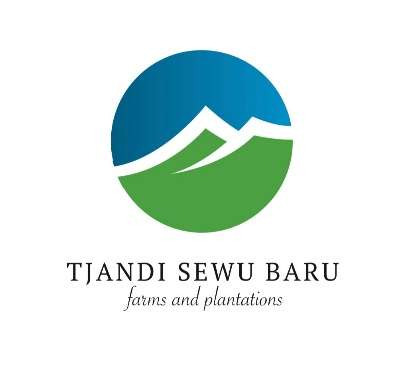 TJANDI SEWU BARU
farms and plantations